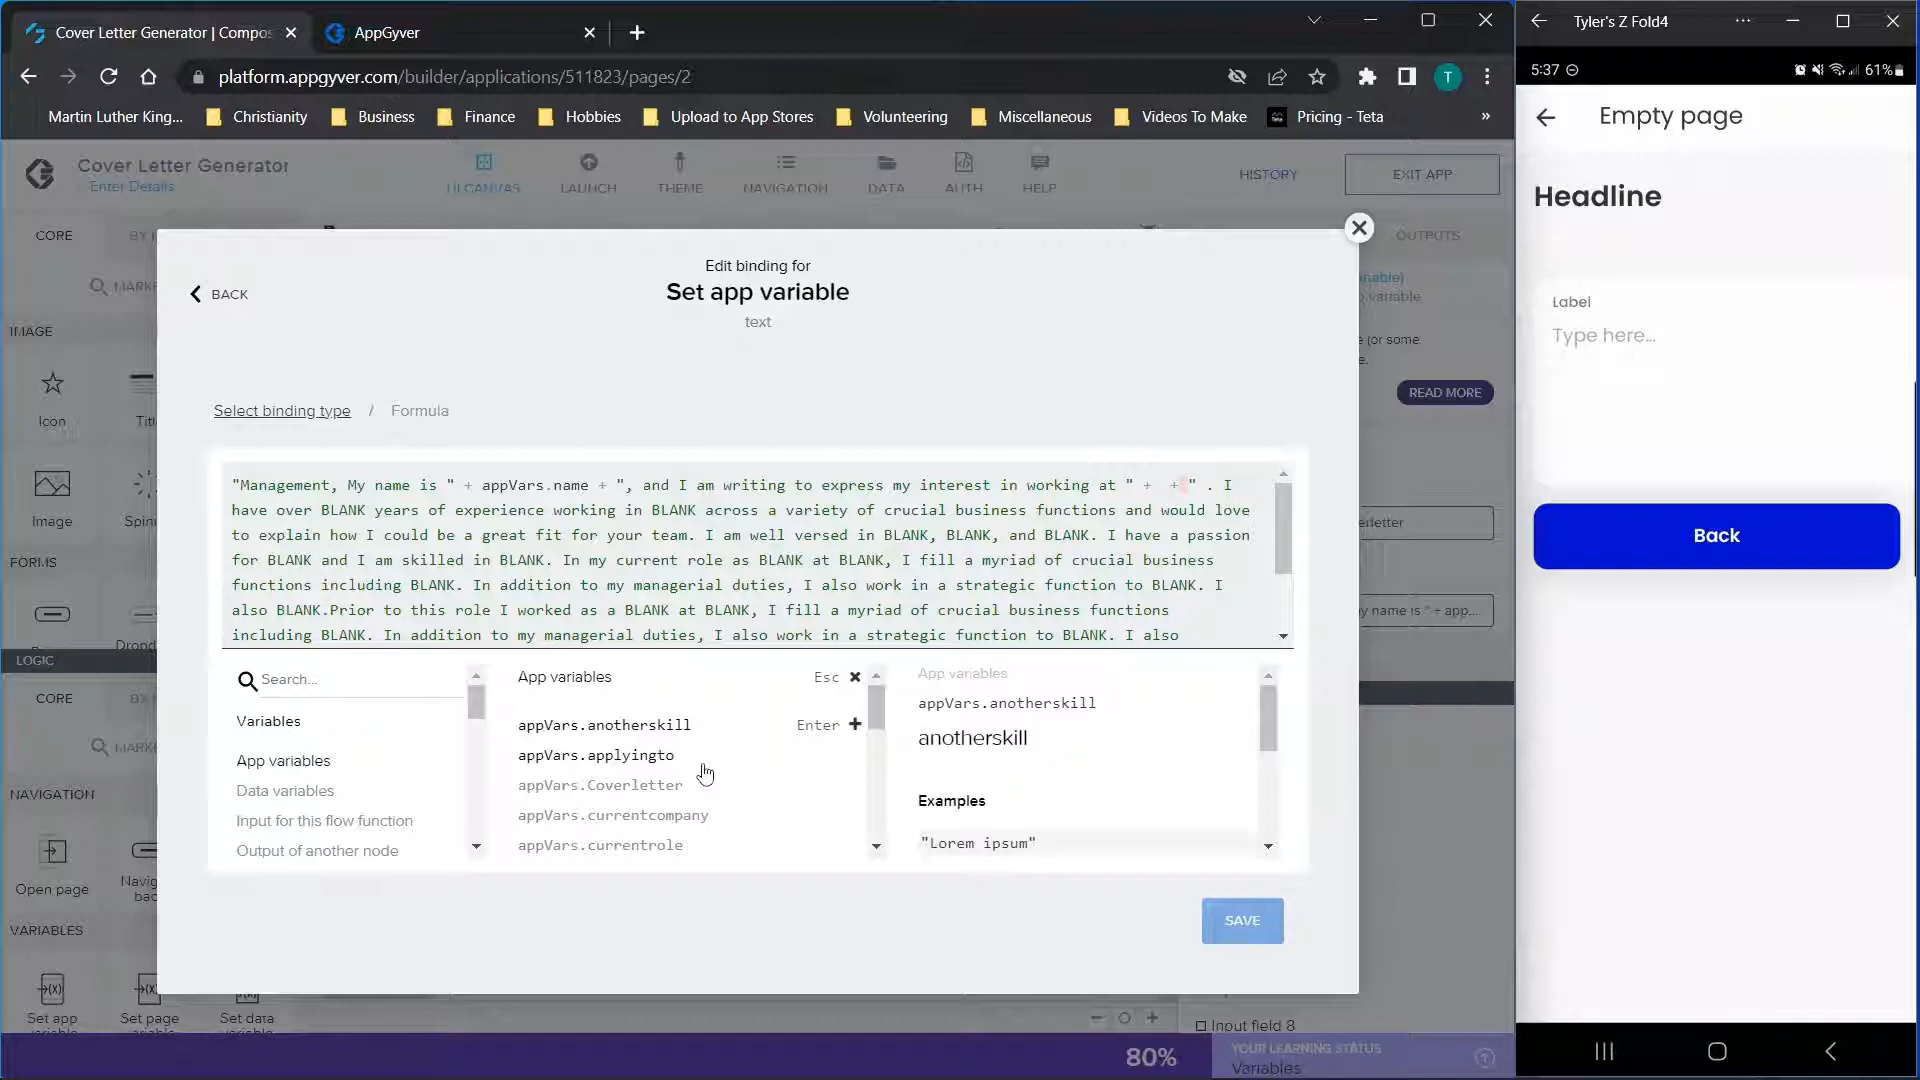 Cover Letter Generator | Compos
AppGyver
platform.appgyver.com/builder/applications/511823/pages/2
T
Martin Luther King...
Christianity
Business
Finance
Hobbies
Upload to App Stores
Volunteering
Miscellaneous
Videos To Make
Pricing - Teta
»
Cover Letter Generator
Enter Details
UI CANVAS
LAUNCH
THEME
NAVIGATION
DATA
AUTH
HELP
HISTORY
EXIT APP
CORE
OUTPUTS
IMAGE
Icon
Image
FORMS
LOGIC
CORE
NAVIGATION
Open page
VARIABLES
Set app
variable
Set page
variable
Set data
variable
BACK
Edit binding for
Set app variable
text
Select binding type / Formula
"Management, My name is " + appVars.name + ", and I am writing to express my interest in working at " +  + " . I
have over BLANK years of experience working in BLANK across a variety of crucial business functions and would love
to explain how I could be a great fit for your team. I am well versed in BLANK, BLANK, and BLANK. I have a passion
for BLANK and I am skilled in BLANK. In my current role as BLANK at BLANK, I fill a myriad of crucial business
functions including BLANK. In addition to my managerial duties, I also work in a strategic function to BLANK. I
also BLANK.Prior to this role I worked as a BLANK at BLANK, I fill a myriad of crucial business functions
including BLANK. In addition to my managerial duties, I also work in a strategic function to BLANK. I also
Search...
Variables
App variables
Data variables
Input for this flow function
Output of another node
App variables
Esc
appVars.anotherskill
Enter
appVars.applyingto
appVars.Coverletter
appVars.currentcompany
appVars.currentrole
App variables
appVars.anotherskill
anotherskill
Examples
"Lorem ipsum"
SAVE
e (or some
READ MORE
y name is " + app....
Input field 8
80%
YOUR LEARNING STATUS
Variables
Tyler's Z Fold4
5:37
61%
Empty page
Headline
Label
Type here...
Back